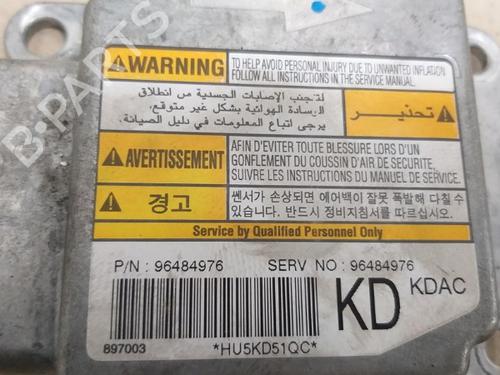 WARNING
TO HELP AVOID PERSONAL INJURY DUE TO UNWANTED INFLATION
FOLLOW ALL INSTRUCTIONS IN THE SERVICE MANUAL.
تحذير
لتجنب الإصابات الجسدية من انطلاق
الوسادة الهوائية بشكل غير متوقع,
يرجى اتباع المعلومات في دليل الصيانة.
AVERTISSEMENT
AFIN D'EVITER TOUTE BLESSURE LORS D'UN
GONFLEMENT DU COUSSIN D'AIR DE SECURITE,
SUIVRE LES INSTRUCTIONS DU MANUEL DE SERVICE.
경고
쎈서가 손상되면 에어백이 잘못 폭발해 다칠 수
있습니다. 반드시 정비지침서를 따르십시오.
Service by Qualified Personnel Only
P/N : 96484976 SERV NO : 96484976
KD KDAC
897003 *HU5KD51QC*
B-PARTS